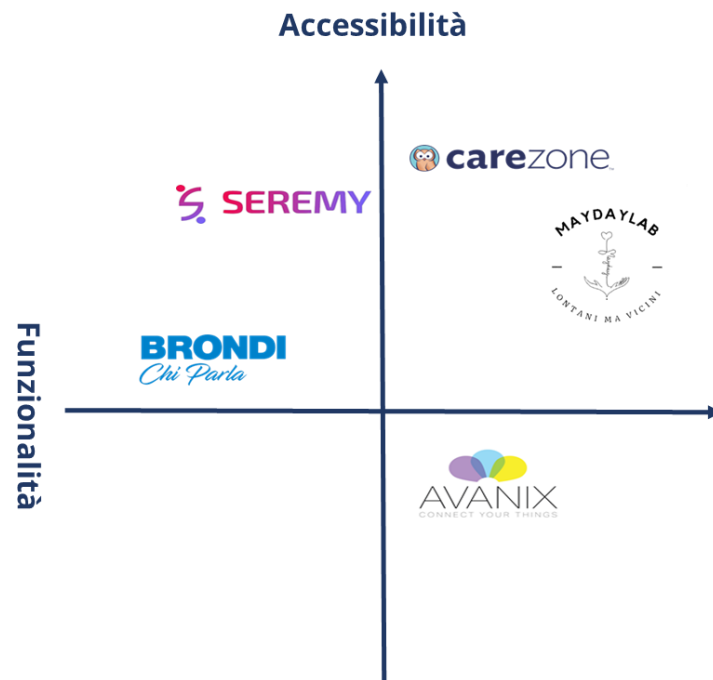 Accessibilità
carezone
SEREMY
MAYDAYLAB
LONTANI MA VICINI
BRONDI
Chi Parla
Funzionalità
AVANIX
CONNECT YOUR THINGS